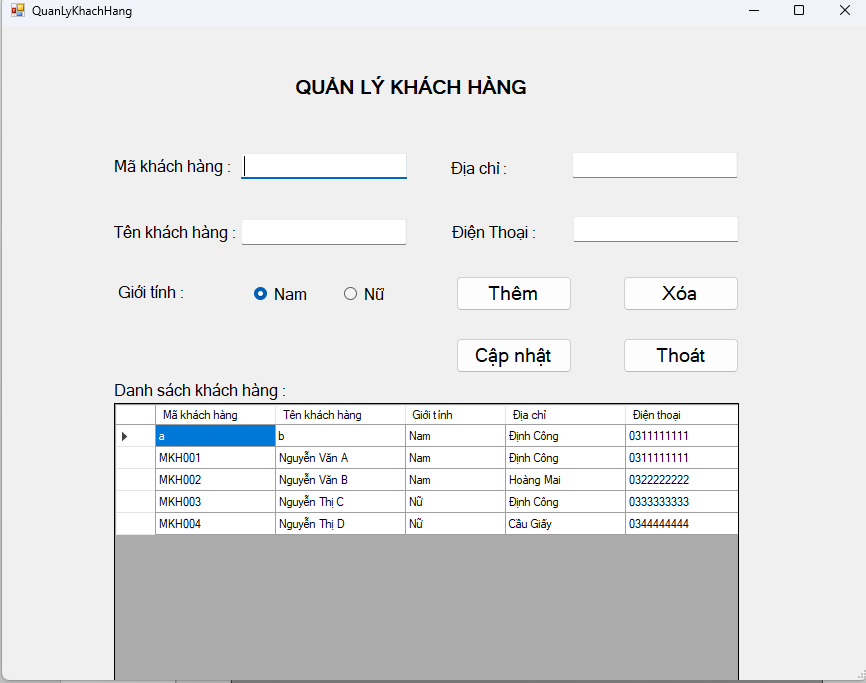 QuanLyKhachHang
QUẢN LÝ KHÁCH HÀNG
Mã khách hàng : Địa chỉ :
Tên khách hàng : Điện Thoại :
Giới tính : Nam Nữ Thêm Xóa
Cập nhật Thoát
Danh sách khách hàng :
Mã khách hàng Tên khách hàng Giới tính Địa chỉ Điện thoại
a b Nam Định Công 0311111111
MKH001 Nguyễn Văn A Nam Định Công 0311111111
MKH002 Nguyễn Văn B Nam Hoàng Mai 0322222222
MKH003 Nguyễn Thị C Nữ Định Công 0333333333
MKH004 Nguyễn Thị D Nữ Cầu Giấy 0344444444